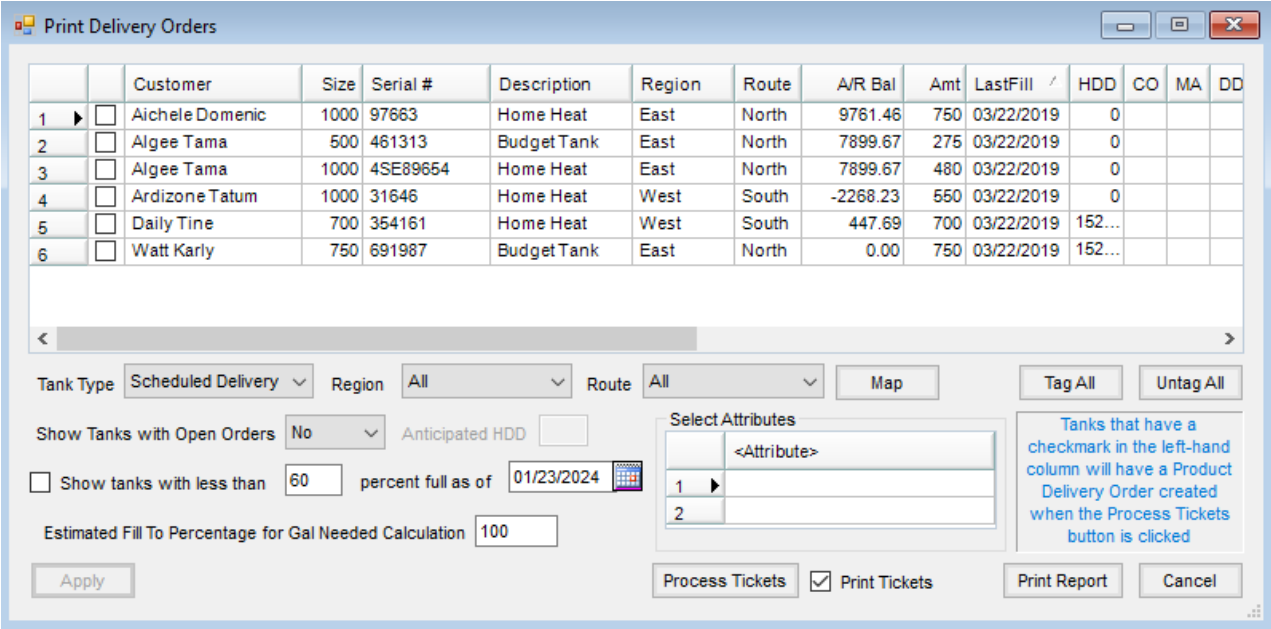 Print Delivery Orders
Customer Size Serial # Description Region Route A/R Bal Amt LastFill HDD CO MA DD
1 Aichele Domenic 1000 97663 Home Heat East North 9761.46 750 03/22/2019 0
2 Algee Tama 500 461313 Budget Tank East North 7899.67 275 03/22/2019 0
3 Algee Tama 1000 4SE89654 Home Heat East North 7899.67 480 03/22/2019 0
4 Ardizone Tatum 1000 31646 Home Heat West South -2268.23 550 03/22/2019 0
5 Daily Tine 700 354161 Home Heat West South 447.69 700 03/22/2019 152...
6 Watt Karly 750 691987 Budget Tank East North 0.00 750 03/22/2019 152...
Tank Type Scheduled Delivery Region All Route All Map Tag All Untag All
Show Tanks with Open Orders No Anticipated HDD
Show tanks with less than 60 percent full as of 01/23/2024
Estimated Fill To Percentage for Gal Needed Calculation 100
Select Attributes
<Attribute>
1
2
Tanks that have a
checkmark in the left-hand
column will have a Product
Delivery Order created
when the Process Tickets
button is clicked
Apply Process Tickets Print Tickets Print Report Cancel